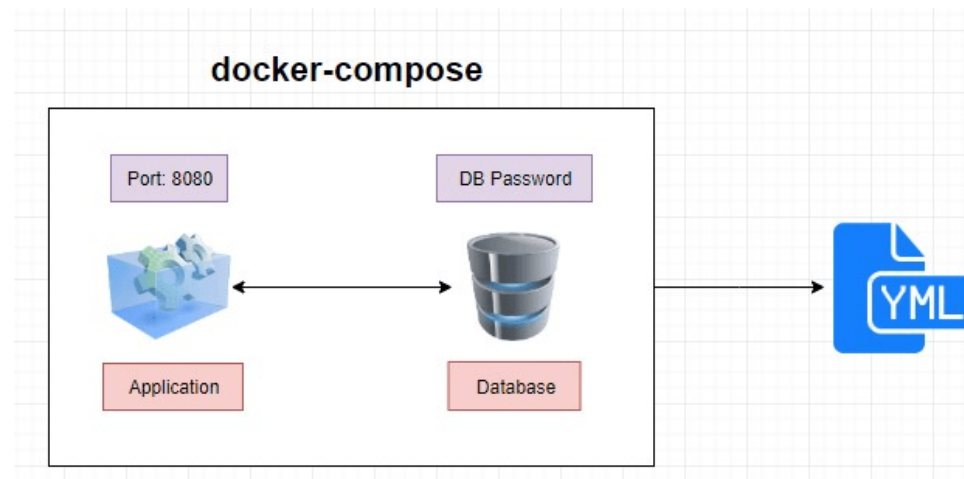 docker-compose
Port: 8080
DB Password
Application
Database
YML